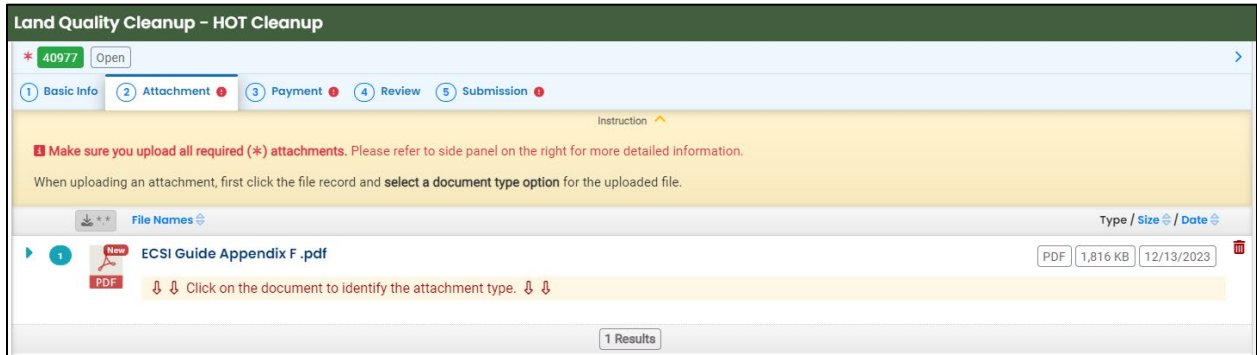 Land Quality Cleanup - HOT Cleanup
* 40977 Open
1 Basic Info 2 Attachment 3 Payment 4 Review 5 Submission
Instruction
Make sure you upload all required (*) attachments. Please refer to side panel on the right for more detailed information.
When uploading an attachment, first click the file record and select a document type option for the uploaded file.
*.* File Names Type / Size / Date
1 New PDF ECSI Guide Appendix F .pdf PDF 1,816 KB 12/13/2023
⇩ ⇩ Click on the document to identify the attachment type. ⇩ ⇩
1 Results